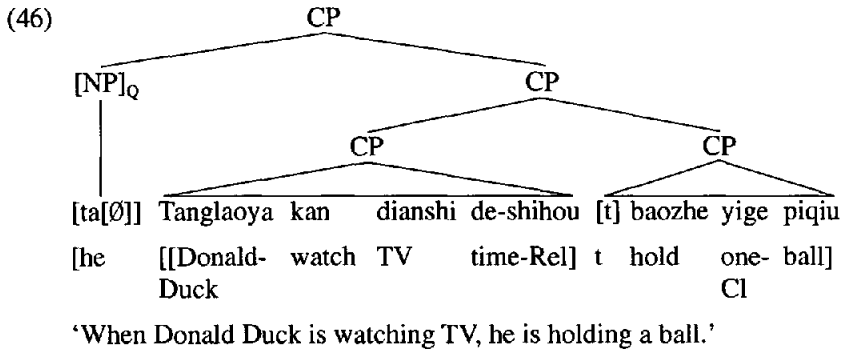 (46) CP
[NP]Q CP
CP CP
[ta[Ø]] Tanglaoya kan dianshi de-shihou [t] baozhe yige piqiu
[he [[Donald- watch TV time-Rel] t hold one- ball]
Duck Cl
‘When Donald Duck is watching TV, he is holding a ball.’